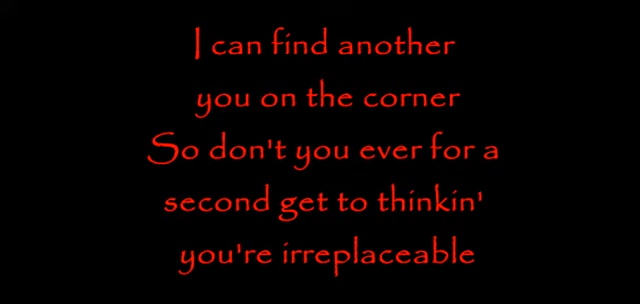 I can find another
you on the corner
So don't you ever for a
second get to thinkin'
you're irreplaceable